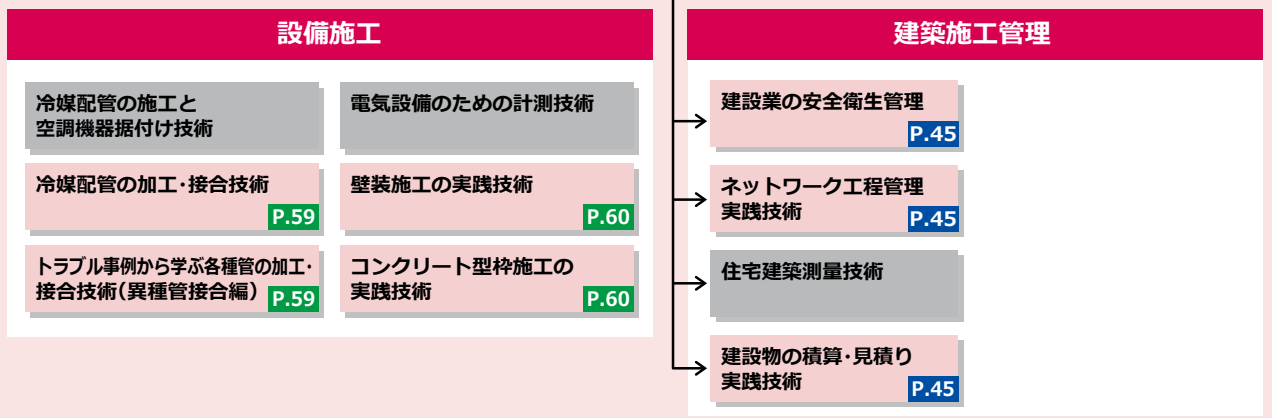 設備施工
冷媒配管の施工と
空調機器据付け技術
電気設備のための計測技術
冷媒配管の加工・接合技術
P.59
壁装施工の実践技術
P.60
トラブル事例から学ぶ各種管の加工・
接合技術（異種管接合編）
P.59
コンクリート型枠施工の
実践技術
P.60
建築施工管理
建設業の安全衛生管理
P.45
ネットワーク工程管理
実践技術
P.45
住宅建築測量技術
建設物の積算・見積り
実践技術
P.45